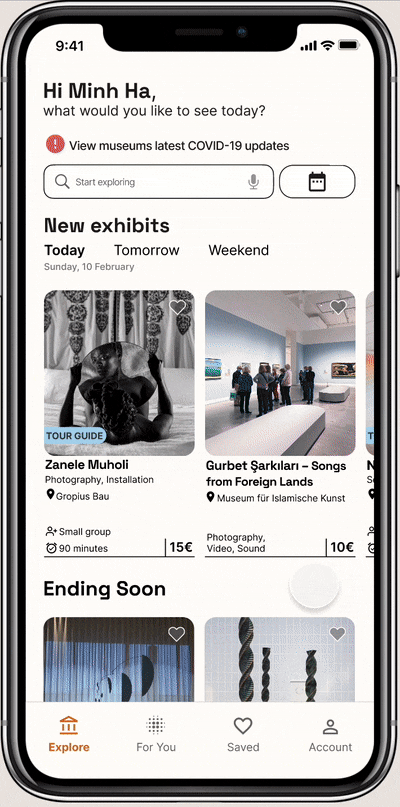 9:41
Hi Minh Ha,
what would you like to see today?
View museums latest COVID-19 updates
Start exploring
New exhibits
Today Tomorrow Weekend
Sunday, 10 February
TOUR GUIDE
Zanele Muholi
Photography, Installation
Gropius Bau
Small group
90 minutes
15€
Gurbet Şarkıları – Songs
from Foreign Lands
Museum für Islamische Kunst
Photography,
Video, Sound
10€
Ending Soon
Explore For You Saved Account